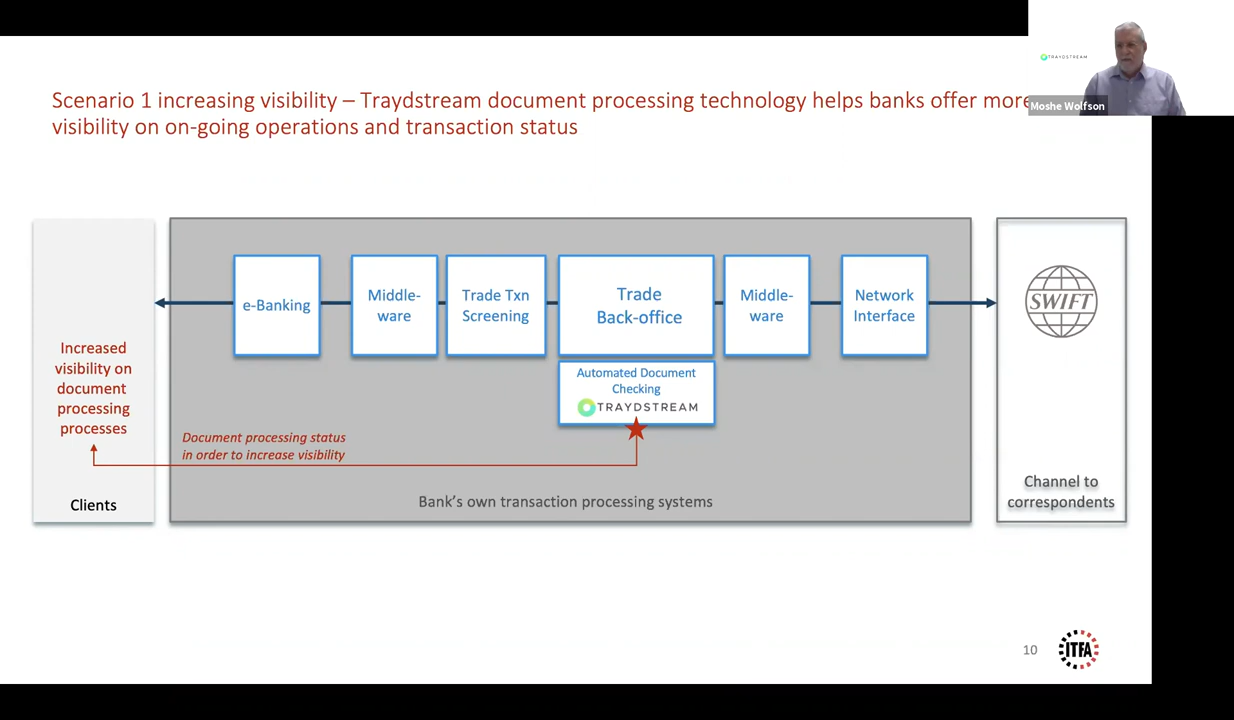 TRAYDSTREAM
Moshe Wolfson
Scenario 1 increasing visibility – Traydstream document processing technology helps banks offer more
visibility on on-going operations and transaction status
e-Banking
Middle-
ware
Trade Txn
Screening
Trade
Back-office
Middle-
ware
Network
Interface
SWIFT
Automated Document
Checking
TRAYDSTREAM
Increased
visibility on
document
processing
processes
Document processing status
in order to increase visibility
Clients
Bank's own transaction processing systems
Channel to
correspondents
10
ITFA